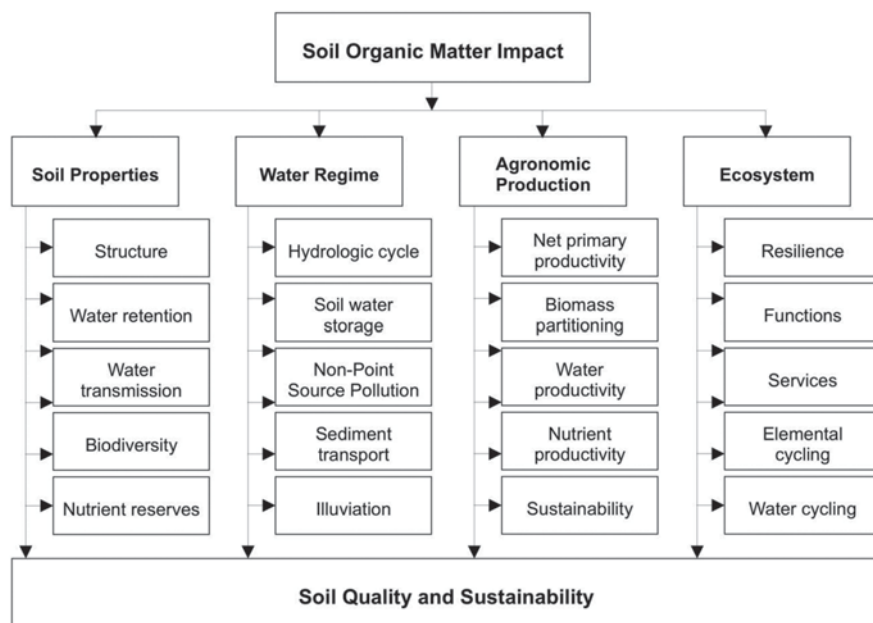 Soil Organic Matter Impact
Soil Properties
Structure
Water retention
Water
transmission
Biodiversity
Nutrient reserves
Water Regime
Hydrologic cycle
Soil water
storage
Non-Point
Source Pollution
Sediment
transport
Illuviation
Agronomic
Production
Net primary
productivity
Biomass
partitioning
Water
productivity
Nutrient
productivity
Sustainability
Ecosystem
Resilience
Functions
Services
Elemental
cycling
Water cycling
Soil Quality and Sustainability